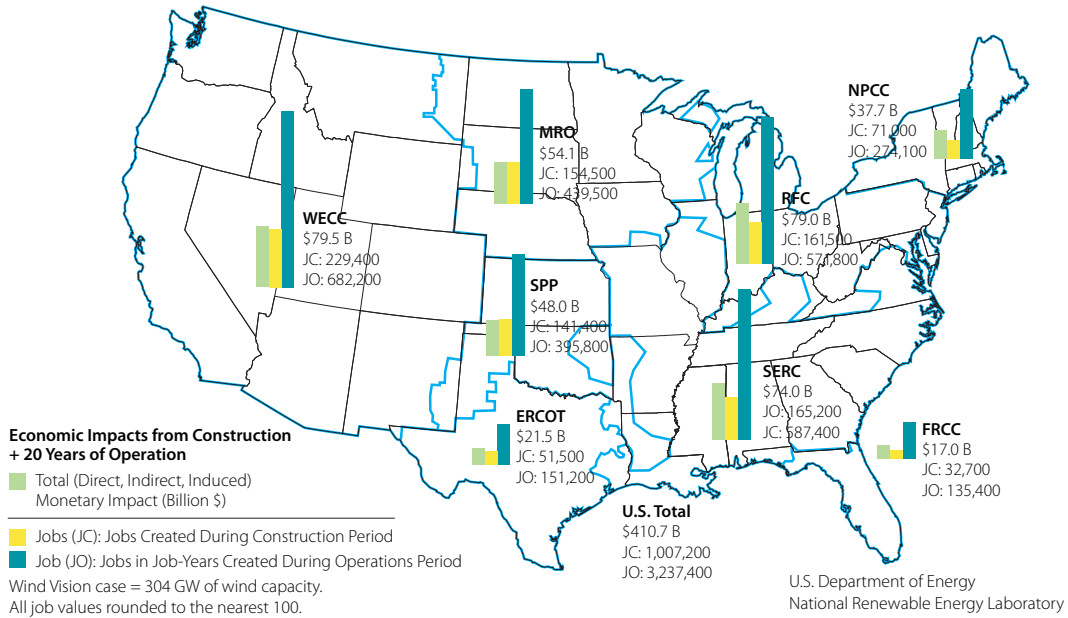 NPCC
$37.7 B
JC: 71,000
JO: 274,100
MRO
$54.1 B
JC: 154,500
JO: 439,500
RFC
$79.0 B
JC: 161,500
JO: 571,800
WECC
$79.5 B
JC: 229,400
JO: 682,200
SPP
$48.0 B
JC: 141,400
JO: 395,800
SERC
$74.0 B
JO: 165,200
JC: 587,400
ERCOT
$21.5 B
JC: 51,500
JO: 151,200
FRCC
$17.0 B
JC: 32,700
JO: 135,400
U.S. Total
$410.7 B
JC: 1,007,200
JO: 3,237,400
Economic Impacts from Construction
+ 20 Years of Operation
Total (Direct, Indirect, Induced)
Monetary Impact (Billion $)
Jobs (JC): Jobs Created During Construction Period
Job (JO): Jobs in Job-Years Created During Operations Period
Wind Vision case = 304 GW of wind capacity.
All job values rounded to the nearest 100.
U.S. Department of Energy
National Renewable Energy Laboratory